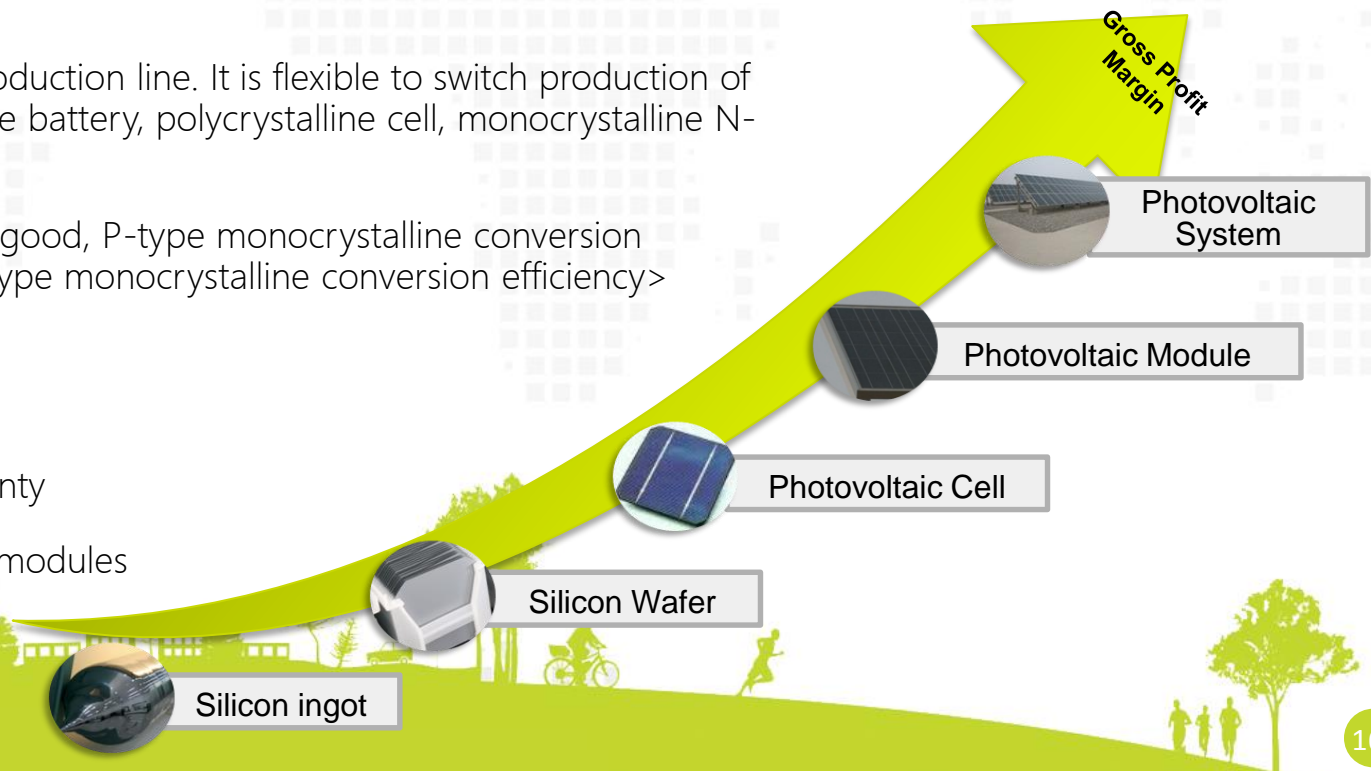 oduction line. It is flexible to switch production of
e battery, polycrystalline cell, monocrystalline N-
good, P-type monocrystalline conversion
ype monocrystalline conversion efficiency>
nty
modules
Gross Profit
Margin
Photovoltaic
System
Photovoltaic Module
Photovoltaic Cell
Silicon Wafer
Silicon ingot